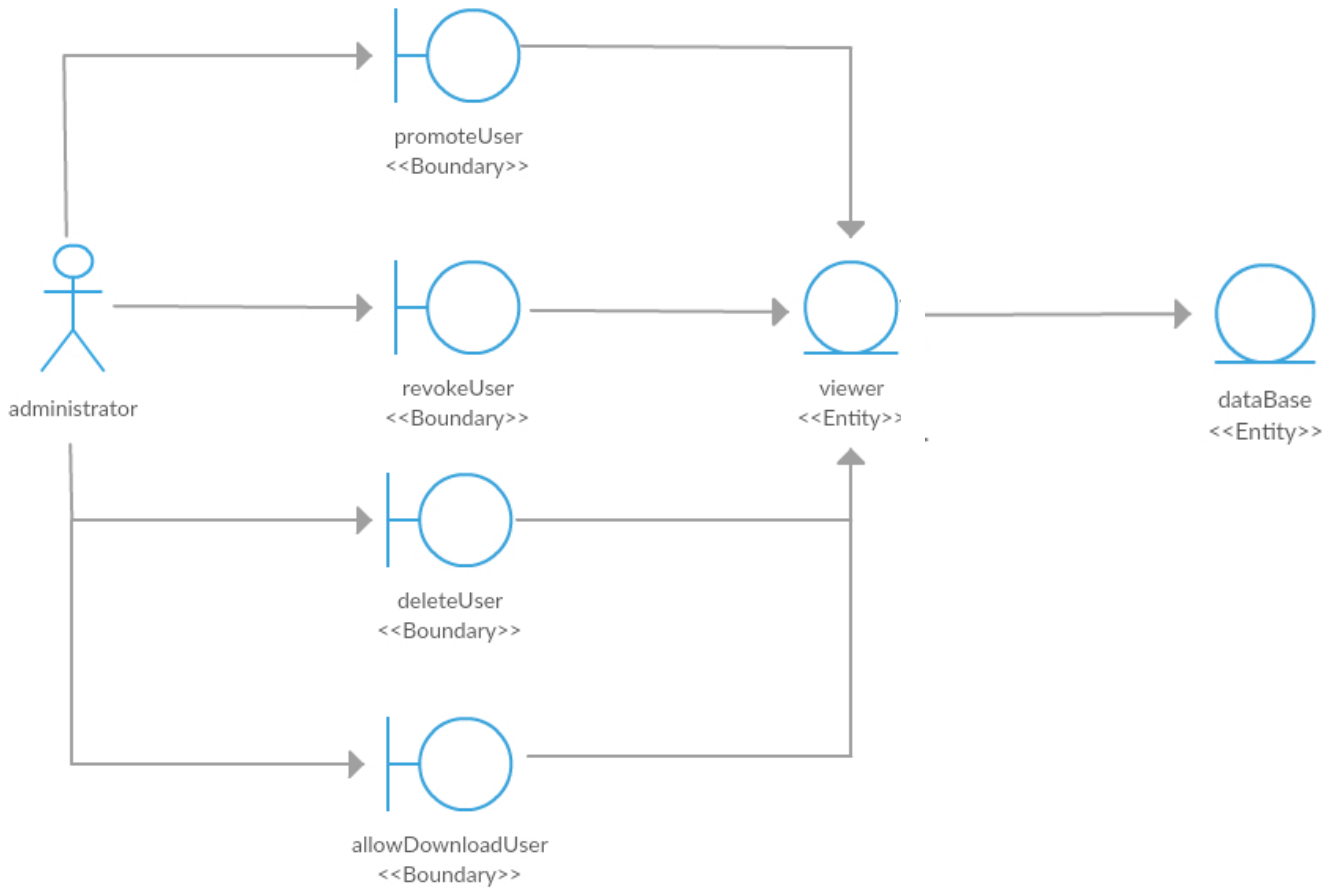 promoteUser
<<Boundary>>
administrator
revokeUser
<<Boundary>>
viewer
<<Entity>>
dataBase
<<Entity>>
deleteUser
<<Boundary>>
allowDownloadUser
<<Boundary>>